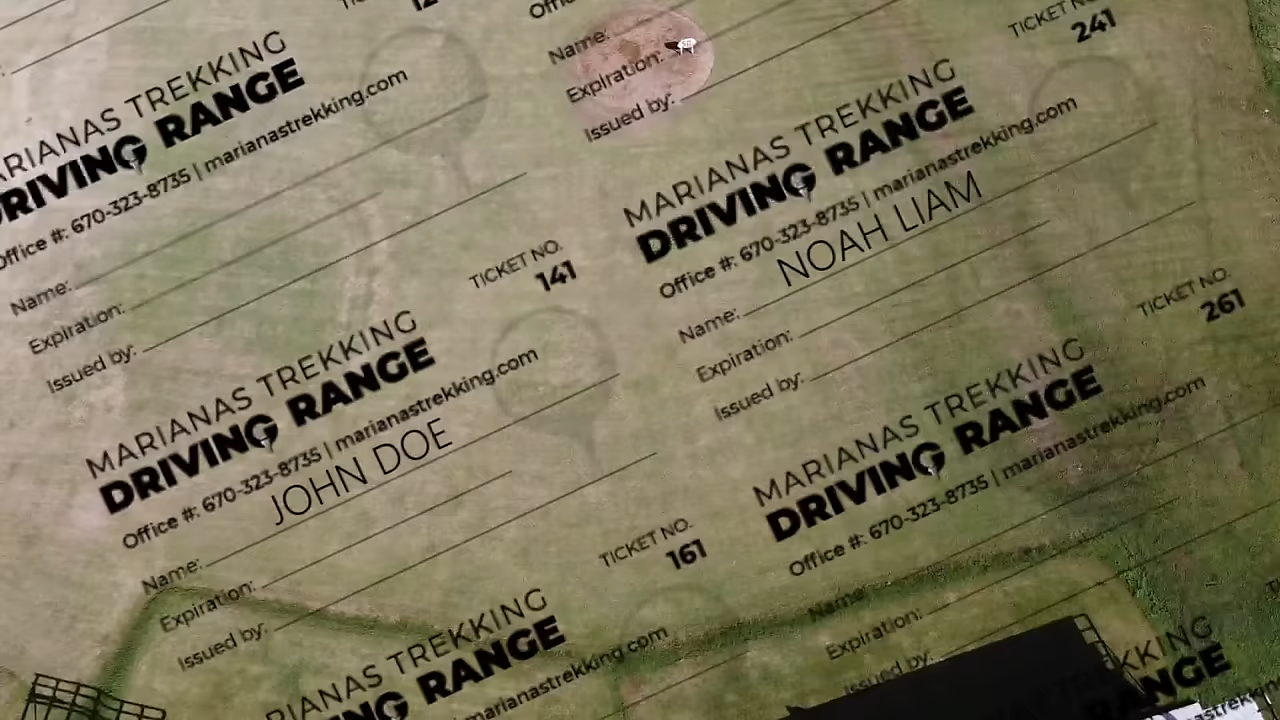 12
MARIANAS TREKKING
DRIVING RANGE
Office #: 670-323-8735 | marianastrekking.com
Name:
Expiration:
Issued by:
Name:
Expiration:
Issued by:
TICKET NO.
241
MARIANAS TREKKING
DRIVING RANGE
Office #: 670-323-8735 | marianastrekking.com
NOAH LIAM
Name:
Expiration:
Issued by:
TICKET NO.
141
MARIANAS TREKKING
DRIVING RANGE
Office #: 670-323-8735 | marianastrekking.com
JOHN DOE
Name:
Expiration:
Issued by:
TICKET NO.
261
MARIANAS TREKKING
DRIVING RANGE
Office #: 670-323-8735 | marianastrekking.com
Name:
Expiration:
Issued by:
TICKET NO.
161
RIANAS TREKKING
ING RANGE
marianastrekking.com
KKING
RANGE